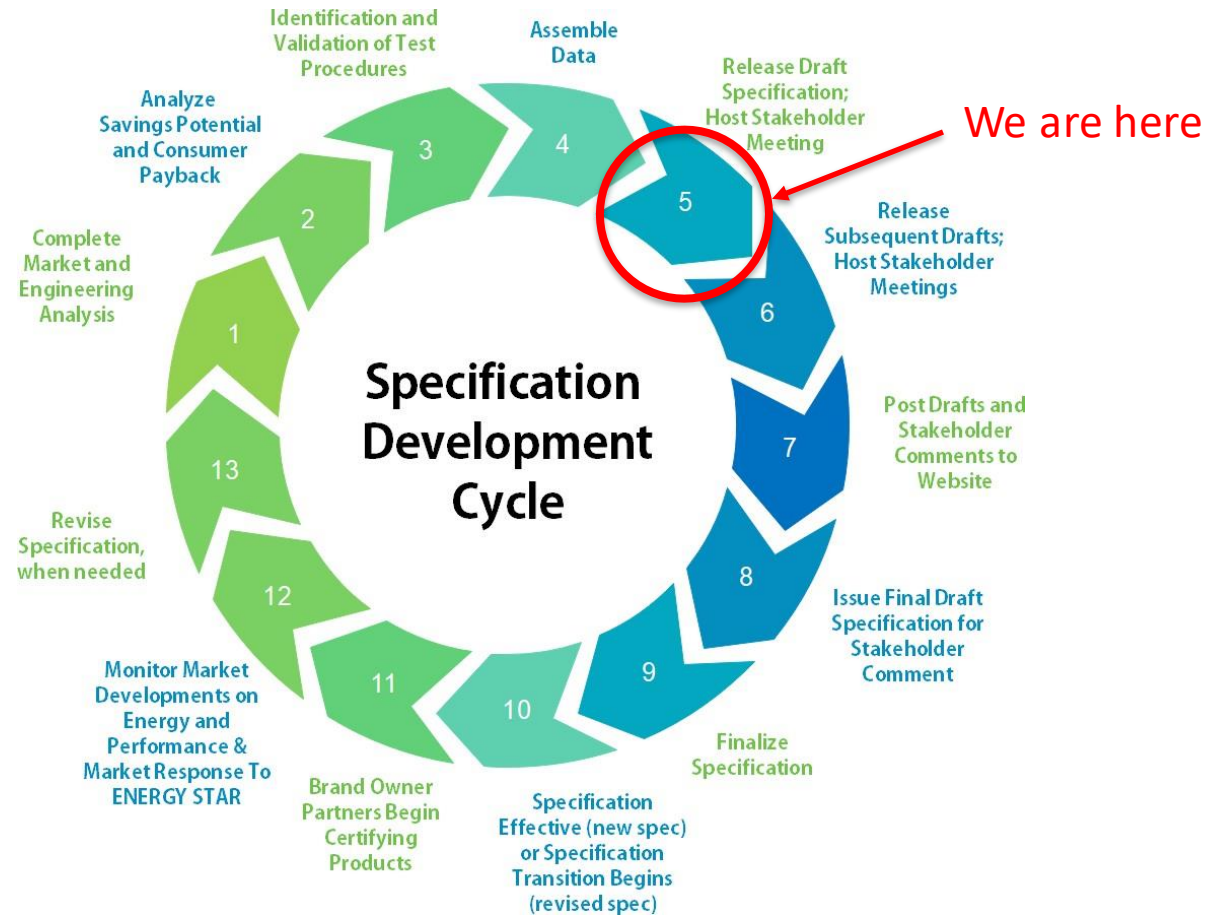 Specification
Development
Cycle
1
Complete
Market and
Engineering
Analysis
2
Analyze
Savings Potential
and Consumer
Payback
3
Identification and
Validation of Test
Procedures
4
Assemble
Data
5
Release Draft
Specification;
Host Stakeholder
Meeting
We are here
6
Release
Subsequent Drafts;
Host Stakeholder
Meetings
7
Post Drafts and
Stakeholder
Comments to
Website
8
Issue Final Draft
Specification for
Stakeholder
Comment
9
Finalize
Specification
10
Specification
Effective (new spec)
or Specification
Transition Begins
(revised spec)
11
Brand Owner
Partners Begin
Certifying
Products
12
Monitor Market
Developments on
Energy and
Performance &
Market Response To
ENERGY STAR
13
Revise
Specification,
when needed